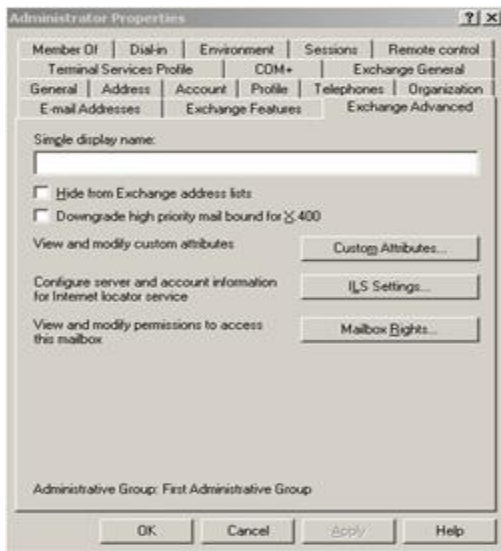 Administrator Properties
Member Of Dial-in Environment Sessions Remote control
Terminal Services Profile COM+ Exchange General
General Address Account Profile Telephones Organization
E-mail Addresses Exchange Features Exchange Advanced
Simple display name:
Hide from Exchange address lists
Downgrade high priority mail bound for X.400
View and modify custom attributes
Custom Attributes...
Configure server and account information
for Internet locator service
ILS Settings...
View and modify permissions to access
this mailbox
Mailbox Rights...
Administrative Group: First Administrative Group
OK Cancel Apply Help